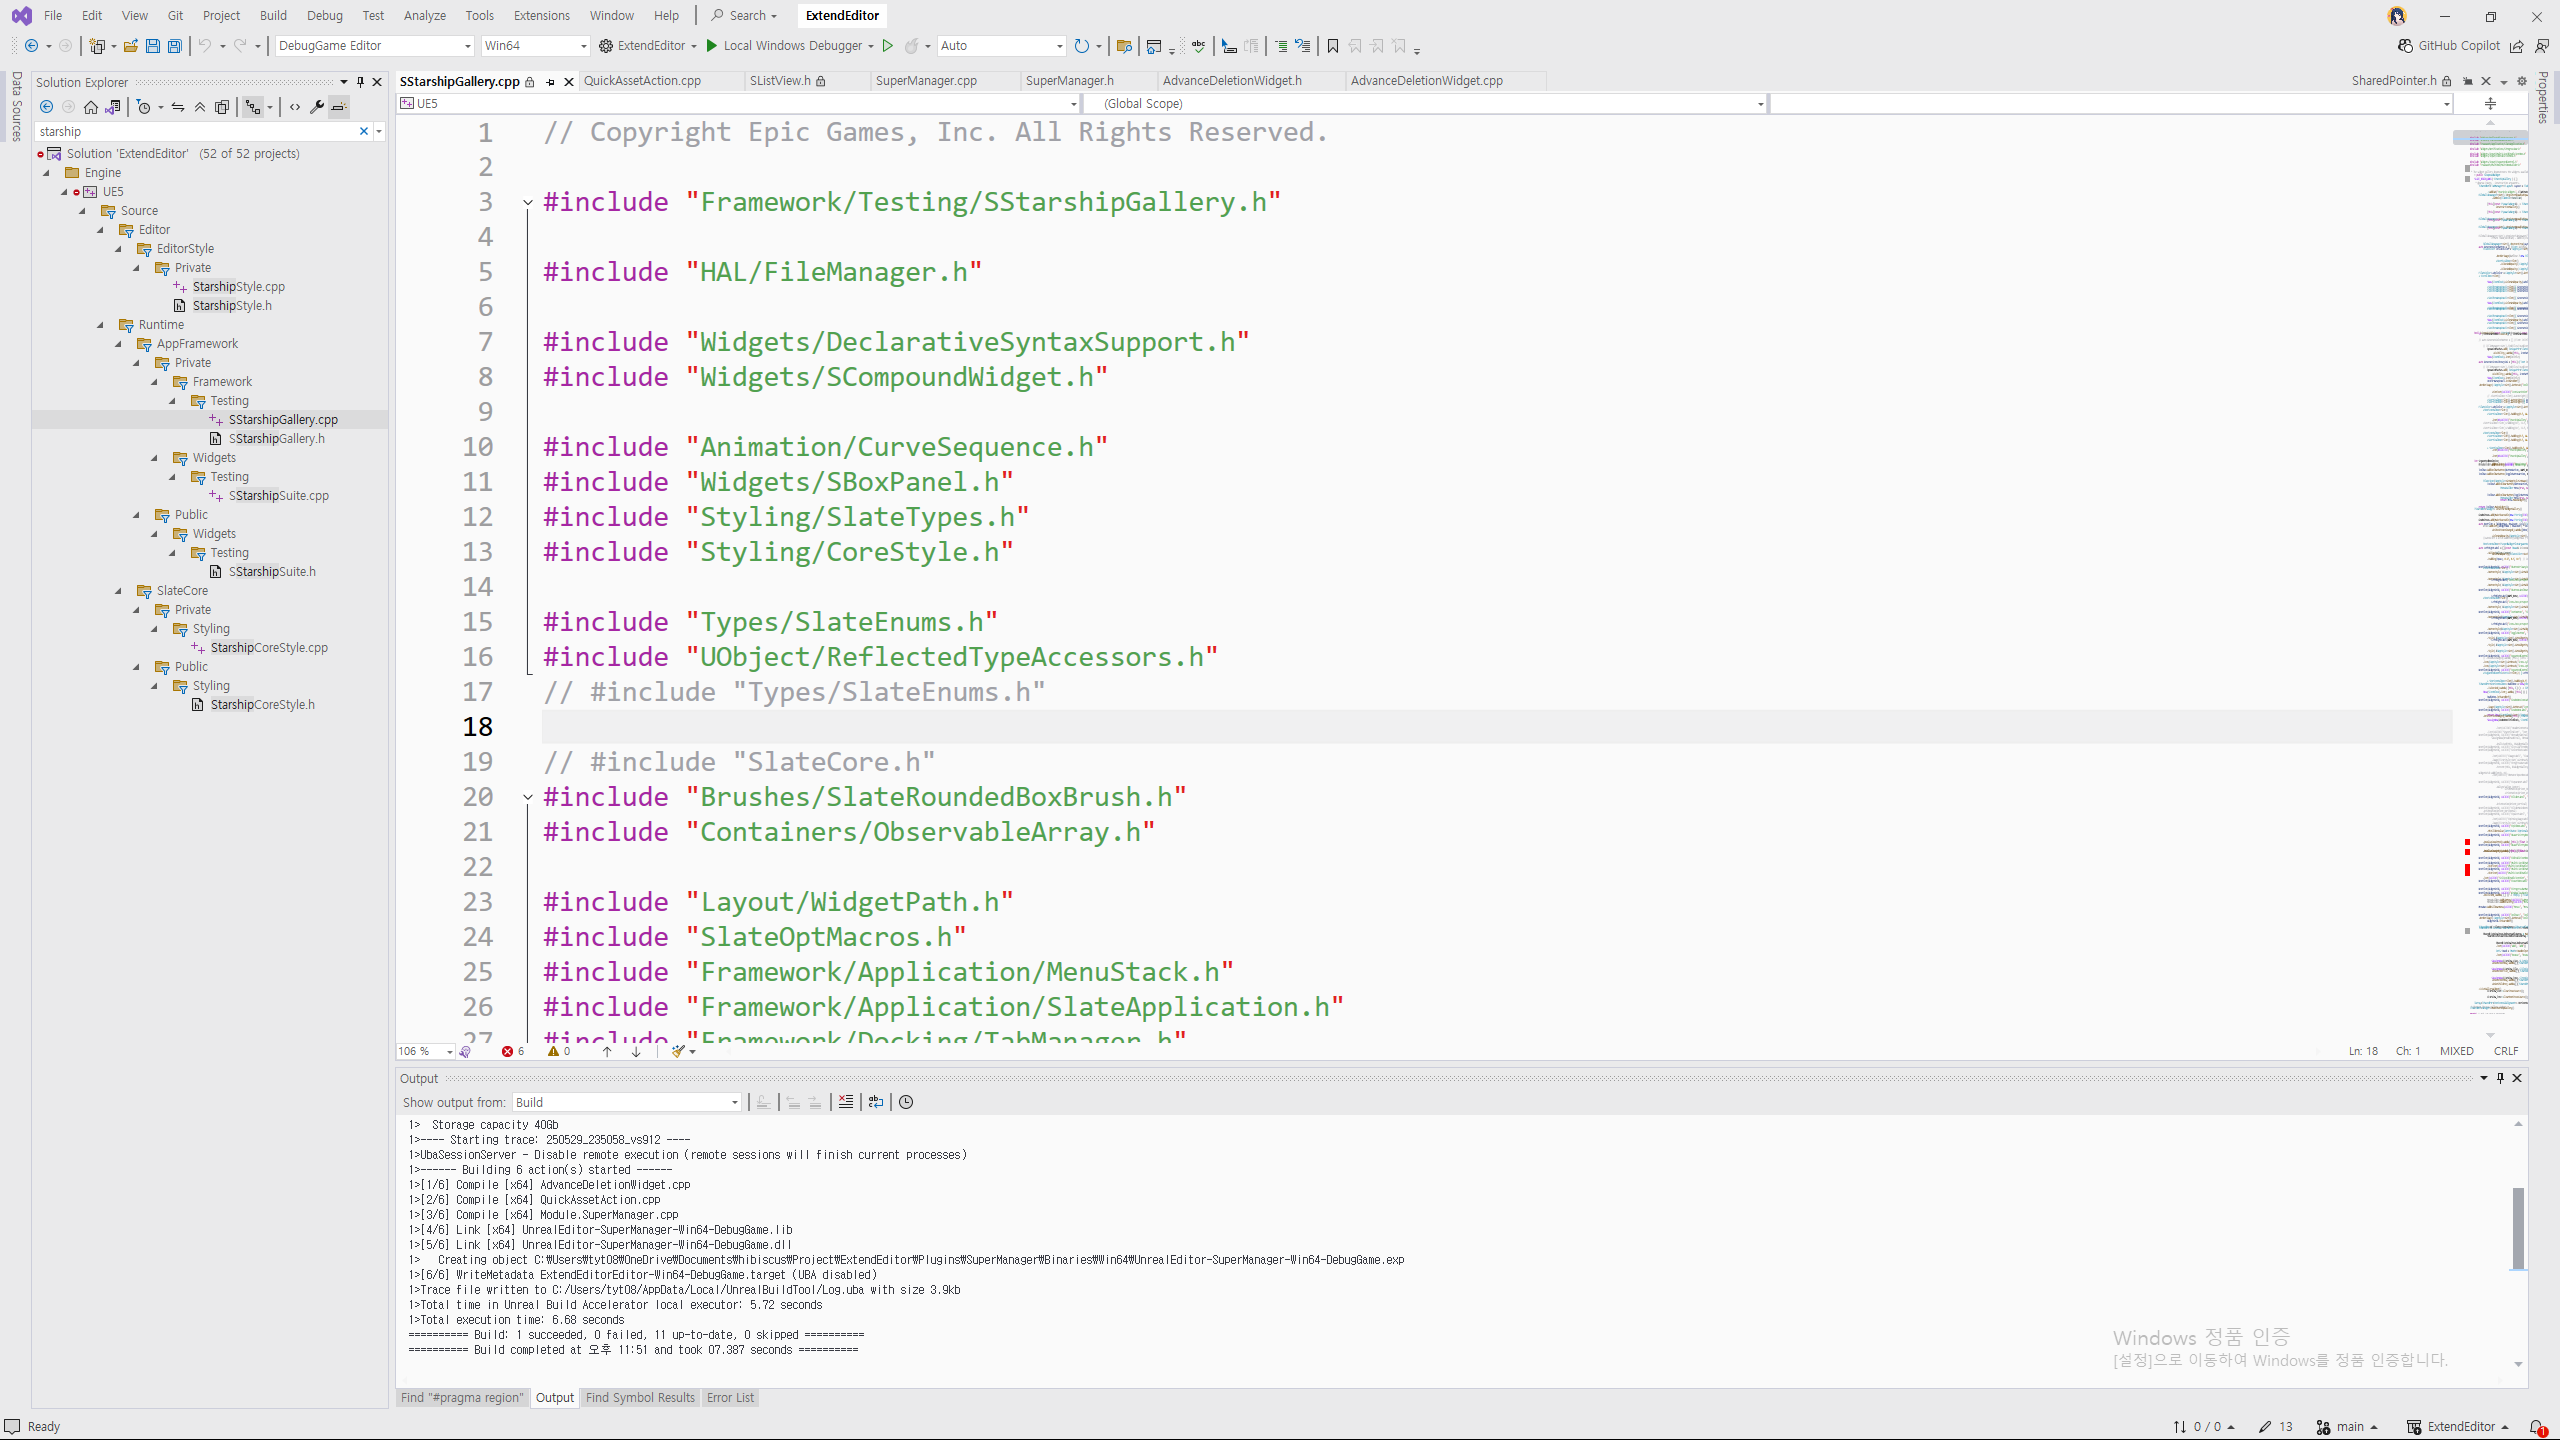 File Edit View Git Project Build Debug Test Analyze Tools Extensions Window Help Search ExtendEditor
DebugGame Editor Win64 ExtendEditor Local Windows Debugger Auto GitHub Copilot
Data Sources
Solution Explorer
starship
Solution 'ExtendEditor' (52 of 52 projects)
Engine
UE5
Source
Editor
EditorStyle
Private
StarshipStyle.cpp
StarshipStyle.h
Runtime
AppFramework
Private
Framework
Testing
SStarshipGallery.cpp
SStarshipGallery.h
Widgets
Testing
SStarshipSuite.cpp
Public
Widgets
Testing
SStarshipSuite.h
SlateCore
Private
Styling
StarshipCoreStyle.cpp
Public
Styling
StarshipCoreStyle.h
SStarshipGallery.cpp QuickAssetAction.cpp SListView.h SuperManager.cpp SuperManager.h AdvanceDeletionWidget.h AdvanceDeletionWidget.cpp SharedPointer.h
UE5 (Global Scope)
Properties
1 // Copyright Epic Games, Inc. All Rights Reserved.
2
3 #include "Framework/Testing/SStarshipGallery.h"
4
5 #include "HAL/FileManager.h"
6
7 #include "Widgets/DeclarativeSyntaxSupport.h"
8 #include "Widgets/SCompoundWidget.h"
9
10 #include "Animation/CurveSequence.h"
11 #include "Widgets/SBoxPanel.h"
12 #include "Styling/SlateTypes.h"
13 #include "Styling/CoreStyle.h"
14
15 #include "Types/SlateEnums.h"
16 #include "UObject/ReflectedTypeAccessors.h"
17 // #include "Types/SlateEnums.h"
18
19 // #include "SlateCore.h"
20 #include "Brushes/SlateRoundedBoxBrush.h"
21 #include "Containers/ObservableArray.h"
22
23 #include "Layout/WidgetPath.h"
24 #include "SlateOptMacros.h"
25 #include "Framework/Application/MenuStack.h"
26 #include "Framework/Application/SlateApplication.h"
27 #include "Framework/Docking/TabManager.h"
106 % 6 0 Ln: 18 Ch: 1 MIXED CRLF
Output
Show output from: Build
1> Storage capacity 40Gb
1>---- Starting trace: 250529_235058_vs912 ----
1>UbaSessionServer - Disable remote execution (remote sessions will finish current processes)
1>------ Building 6 action(s) started ------
1>[1/6] Compile [x64] AdvanceDeletionWidget.cpp
1>[2/6] Compile [x64] QuickAssetAction.cpp
1>[3/6] Compile [x64] Module.SuperManager.cpp
1>[4/6] Link [x64] UnrealEditor-SuperManager-Win64-DebugGame.lib
1>[5/6] Link [x64] UnrealEditor-SuperManager-Win64-DebugGame.dll
1> Creating object C:₩Users₩tyt08₩OneDrive₩Documents₩hibiscus₩Project₩ExtendEditor₩Plugins₩SuperManager₩Binaries₩Win64₩UnrealEditor-SuperManager-Win64-DebugGame.exp
1>[6/6] WriteMetadata ExtendEditorEditor-Win64-DebugGame.target (UBA disabled)
1>Trace file written to C:/Users/tyt08/AppData/Local/UnrealBuildTool/Log.uba with size 3.9kb
1>Total time in Unreal Build Accelerator local executor: 5.72 seconds
1>Total execution time: 6.68 seconds
========== Build: 1 succeeded, 0 failed, 11 up-to-date, 0 skipped ==========
========== Build completed at 오후 11:51 and took 07.387 seconds ==========
Windows 정품 인증
[설정]으로 이동하여 Windows를 정품 인증합니다.
Find "#pragma region" Output Find Symbol Results Error List
Ready 0 / 0 13 main ExtendEditor 1